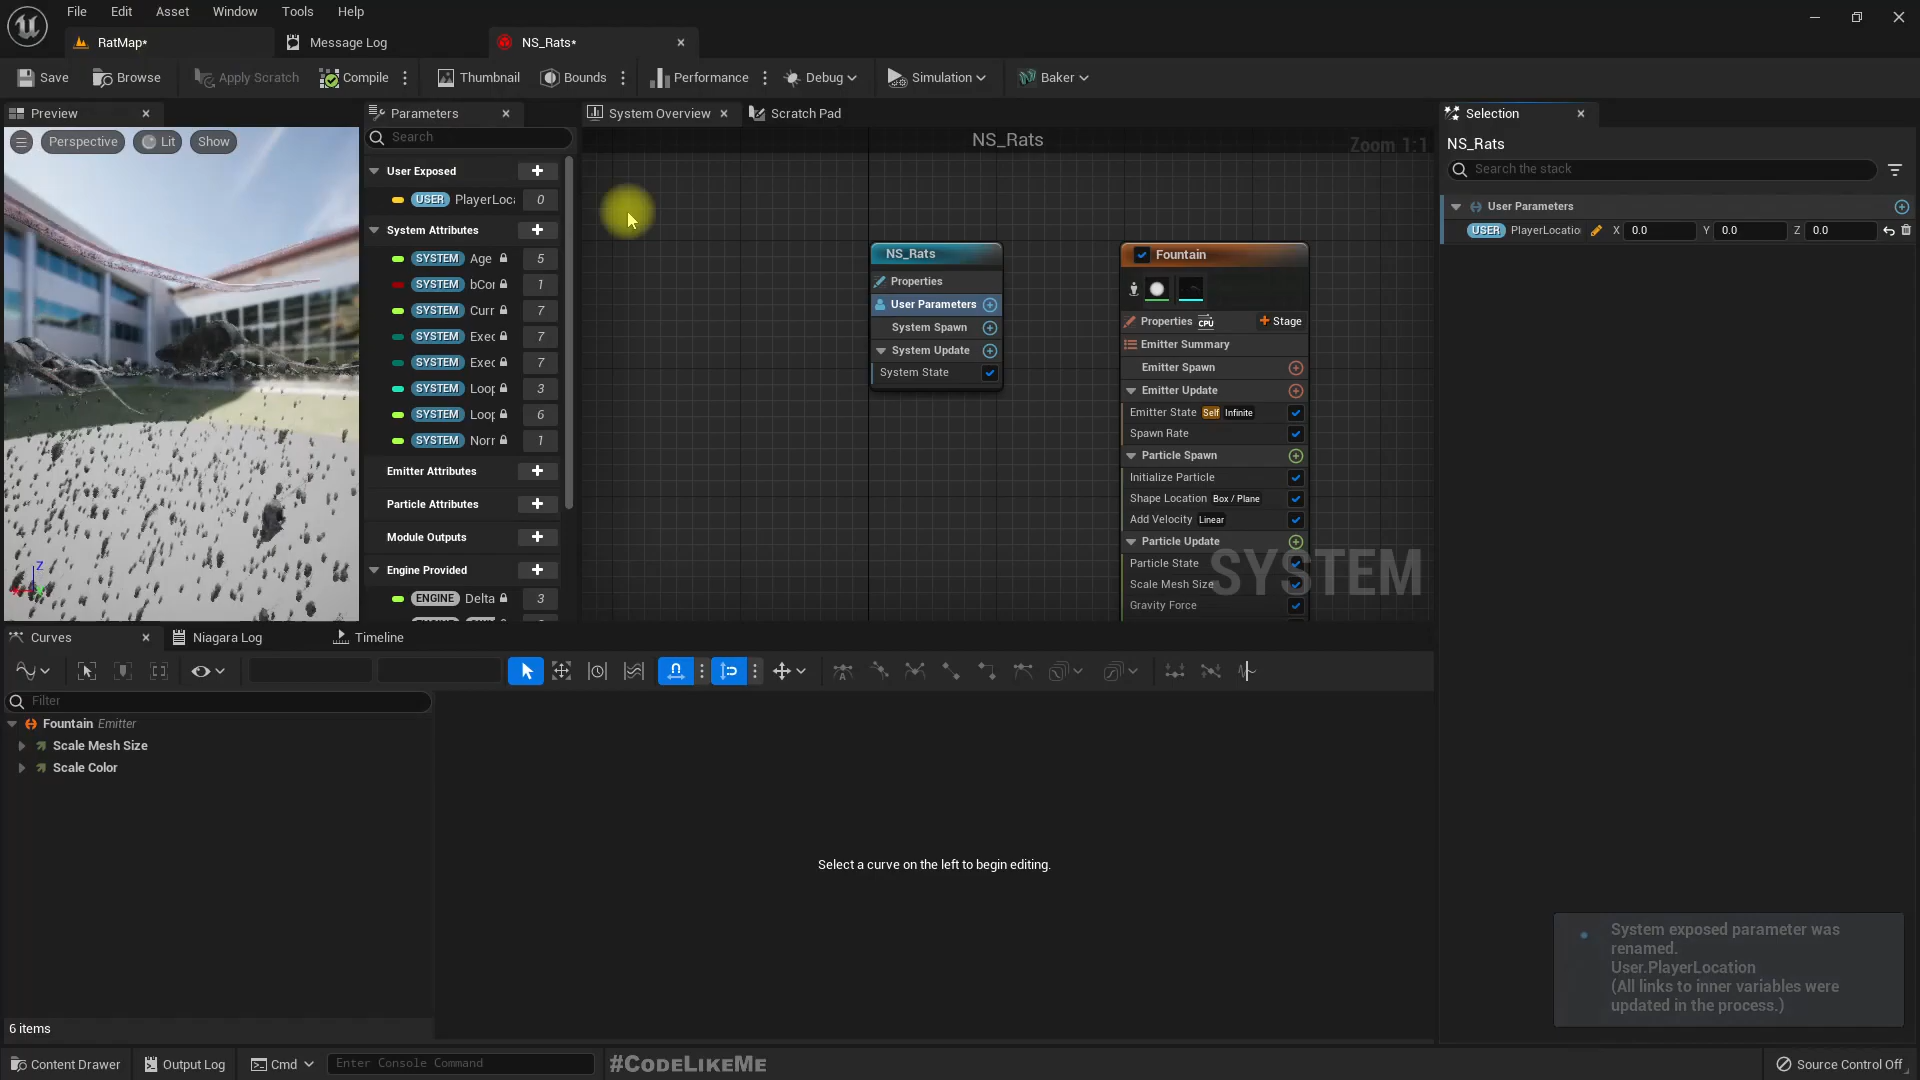 File Edit Asset Window Tools Help
RatMap* Message Log NS_Rats*
Save Browse Apply Scratch Compile Thumbnail Bounds Performance Debug Simulation Baker
Preview Parameters System Overview Scratch Pad Selection
Perspective Lit Show
Search
NS_Rats
Zoom 1:1
NS_Rats
Search the stack
User Exposed
USER PlayerLoca 0
System Attributes
SYSTEM Age 5
SYSTEM bCor 1
SYSTEM Curr 7
SYSTEM Exec 7
SYSTEM Exec 7
SYSTEM Loop 3
SYSTEM Loop 6
SYSTEM Norr 1
Emitter Attributes
Particle Attributes
Module Outputs
Engine Provided
ENGINE Delta 3
NS_Rats
Properties
User Parameters
System Spawn
System Update
System State
Fountain
Properties CPU Stage
Emitter Summary
Emitter Spawn
Emitter Update
Emitter State Self Infinite
Spawn Rate
Particle Spawn
Initialize Particle
Shape Location Box / Plane
Add Velocity Linear
Particle Update
Particle State
Scale Mesh Size
Gravity Force
SYSTEM
User Parameters
USER PlayerLocatio X 0.0 Y 0.0 Z 0.0
Z
Curves Niagara Log Timeline
Filter
Fountain Emitter
Scale Mesh Size
Scale Color
Select a curve on the left to begin editing.
System exposed parameter was
renamed.
User.PlayerLocation
(All links to inner variables were
updated in the process.)
6 items
Content Drawer Output Log Cmd Enter Console Command #CodeLikeMe Source Control Off